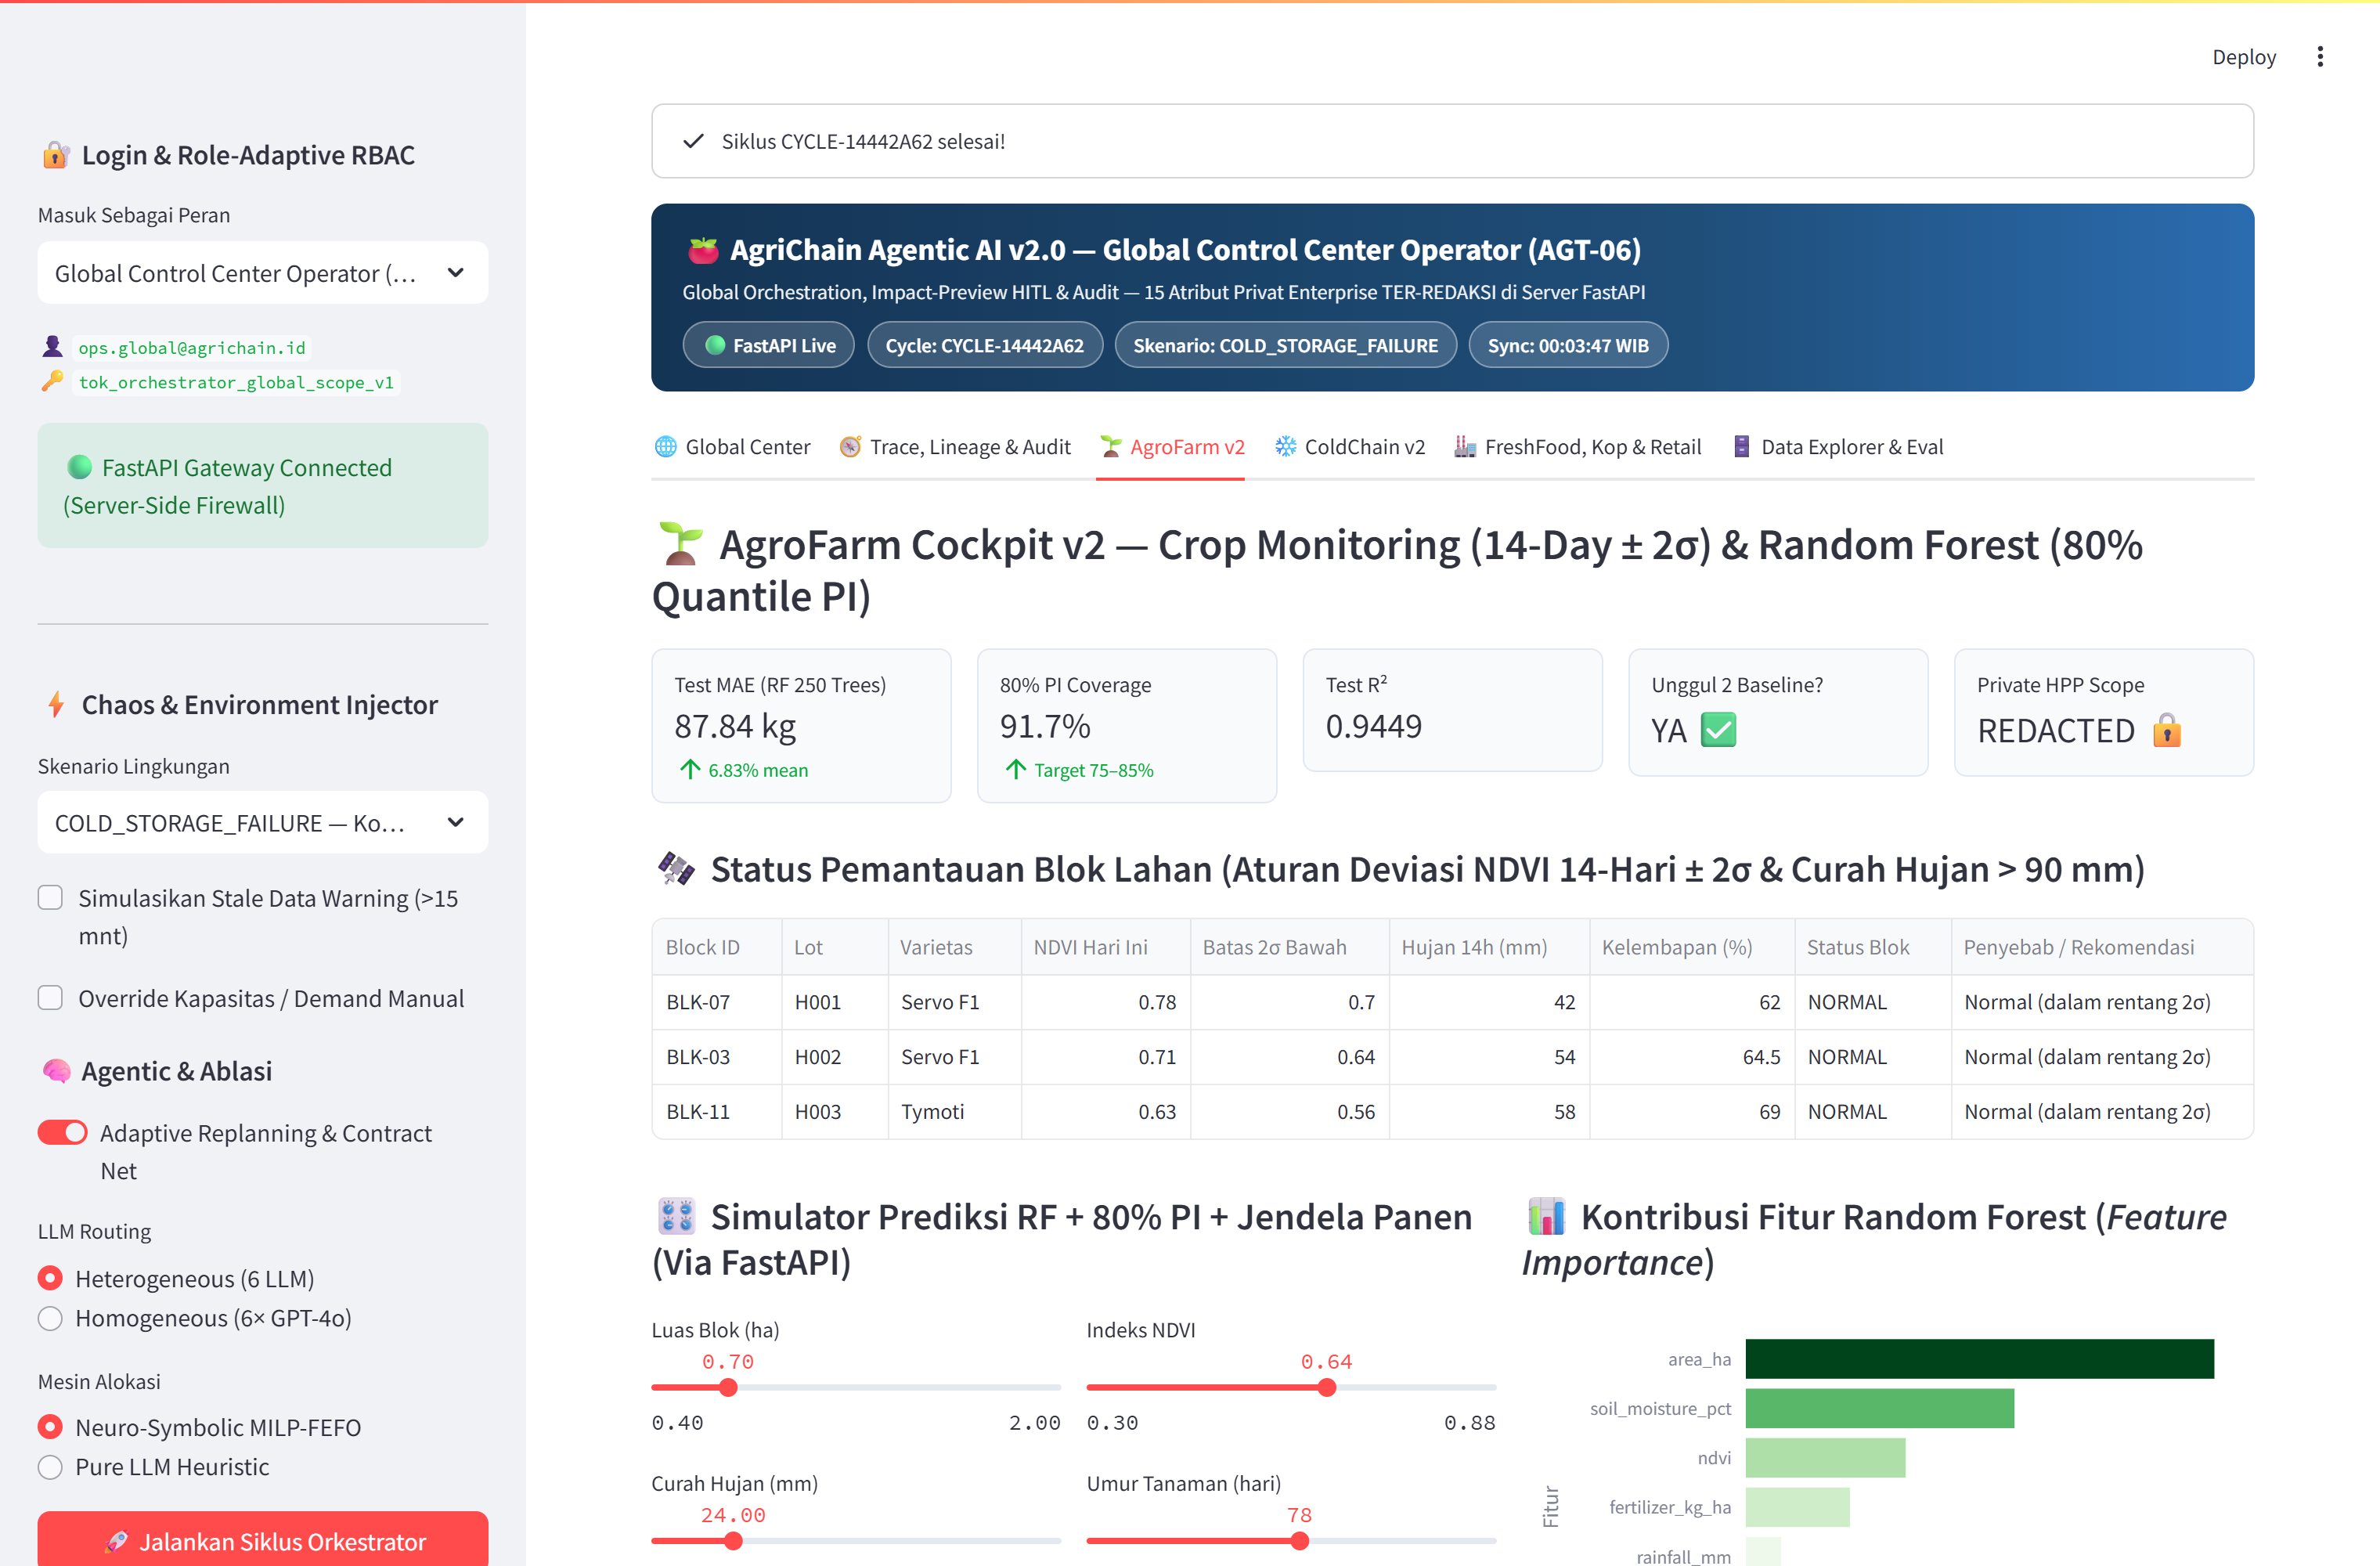 Deploy
Login & Role-Adaptive RBAC
Masuk Sebagai Peran
Global Control Center Operator (...
ops.global@agrichain.id
tok_orchestrator_global_scope_v1
FastAPI Gateway Connected
(Server-Side Firewall)
Chaos & Environment Injector
Skenario Lingkungan
COLD_STORAGE_FAILURE — Ko...
Simulasikan Stale Data Warning (>15
mnt)
Override Kapasitas / Demand Manual
Agentic & Ablasi
Adaptive Replanning & Contract
Net
LLM Routing
Heterogeneous (6 LLM)
Homogeneous (6× GPT-4o)
Mesin Alokasi
Neuro-Symbolic MILP-FEFO
Pure LLM Heuristic
Jalankan Siklus Orkestrator
Siklus CYCLE-14442A62 selesai!
AgriChain Agentic AI v2.0 — Global Control Center Operator (AGT-06)
Global Orchestration, Impact-Preview HITL & Audit — 15 Atribut Privat Enterprise TER-REDAKSI di Server FastAPI
FastAPI Live Cycle: CYCLE-14442A62 Skenario: COLD_STORAGE_FAILURE Sync: 00:03:47 WIB
Global Center Trace, Lineage & Audit AgroFarm v2 ColdChain v2 FreshFood, Kop & Retail Data Explorer & Eval
AgroFarm Cockpit v2 — Crop Monitoring (14-Day ± 2σ) & Random Forest (80%
Quantile PI)
Test MAE (RF 250 Trees)
87.84 kg
6.83% mean
80% PI Coverage
91.7%
Target 75–85%
Test R²
0.9449
Unggul 2 Baseline?
YA
Private HPP Scope
REDACTED
Status Pemantauan Blok Lahan (Aturan Deviasi NDVI 14-Hari ± 2σ & Curah Hujan > 90 mm)
Block ID Lot Varietas NDVI Hari Ini Batas 2σ Bawah Hujan 14h (mm) Kelembapan (%) Status Blok Penyebab / Rekomendasi
BLK-07 H001 Servo F1 0.78 0.7 42 62 NORMAL Normal (dalam rentang 2σ)
BLK-03 H002 Servo F1 0.71 0.64 54 64.5 NORMAL Normal (dalam rentang 2σ)
BLK-11 H003 Tymoti 0.63 0.56 58 69 NORMAL Normal (dalam rentang 2σ)
Simulator Prediksi RF + 80% PI + Jendela Panen
(Via FastAPI)
Luas Blok (ha)
0.70
0.40 2.00
Indeks NDVI
0.64
0.30 0.88
Curah Hujan (mm)
24.00
Umur Tanaman (hari)
78
Kontribusi Fitur Random Forest (Feature
Importance)
Fitur
area_ha
soil_moisture_pct
ndvi
fertilizer_kg_ha
rainfall_mm